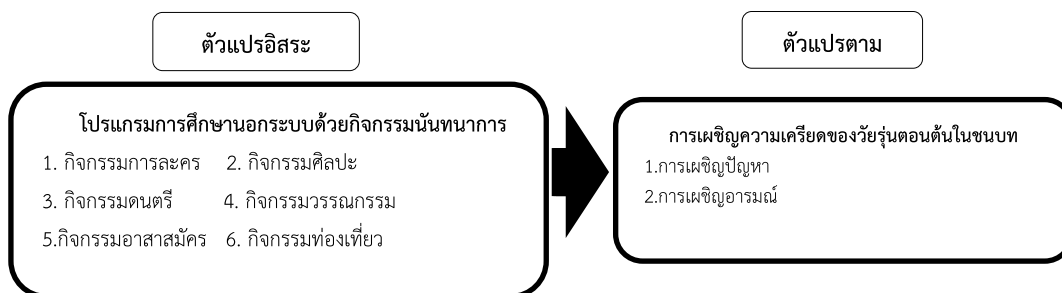 ตัวแปรอิสระ
ตัวแปรตาม
โปรแกรมการศึกษานอกระบบด้วยกิจกรรมนันทนาการ
1. กิจกรรมการละคร 2. กิจกรรมศิลปะ
3. กิจกรรมดนตรี 4. กิจกรรมวรรณกรรม
5.กิจกรรมอาสาสมัคร 6. กิจกรรมท่องเที่ยว
การเผชิญความเครียดของวัยรุ่นตอนต้นในชนบท
1.การเผชิญปัญหา
2.การเผชิญอารมณ์